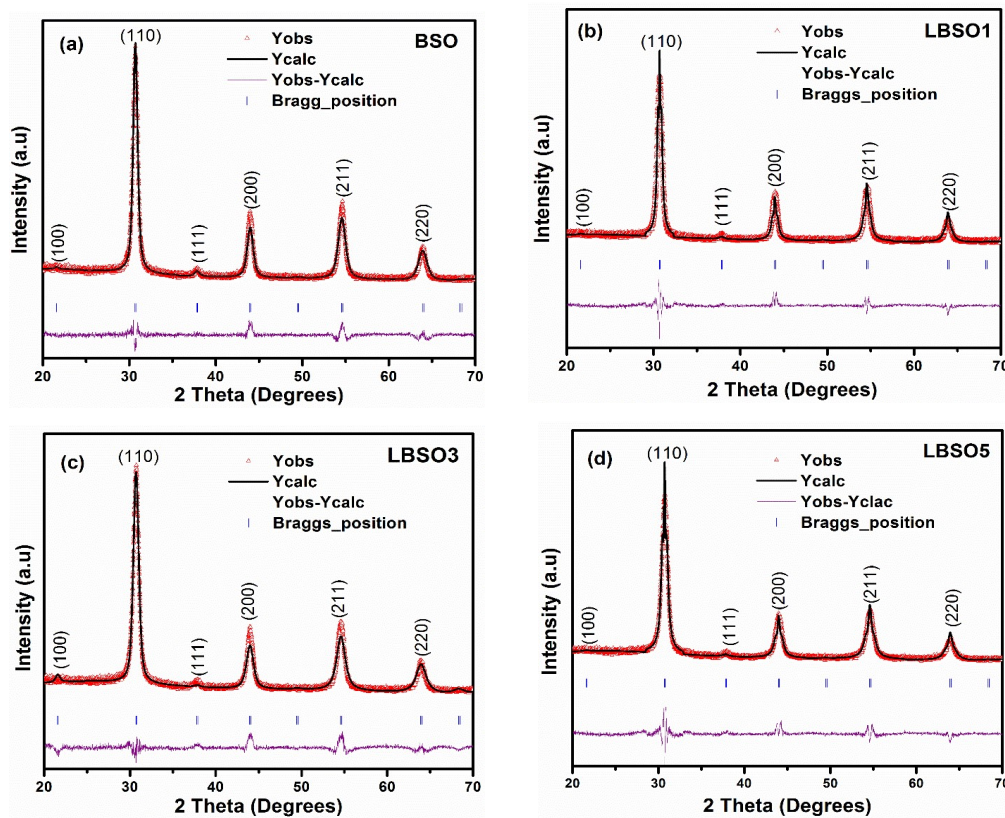 (a)
BSO
(110)
Yobs
Ycalc
Yobs-Ycalc
Bragg_position
(100)
(111)
(200)
(211)
(220)
Intensity (a.u)
20 30 40 50 60 70
2 Theta (Degrees)
(b)
LBSO1
(110)
Yobs
Ycalc
Yobs-Ycalc
Braggs_position
(100)
(111)
(200)
(211)
(220)
Intensity (a.u)
20 30 40 50 60 70
2 Theta (Degrees)
(c)
LBSO3
(110)
Yobs
Ycalc
Yobs-Ycalc
Braggs_position
(100)
(111)
(200)
(211)
(220)
Intensity (a.u)
20 30 40 50 60 70
2 Theta (Degrees)
(d)
LBSO5
(110)
Yobs
Ycalc
Yobs-Yclac
Braggs_position
(100)
(111)
(200)
(211)
(220)
Intensity (a.u)
20 30 40 50 60 70
2 Theta (Degrees)